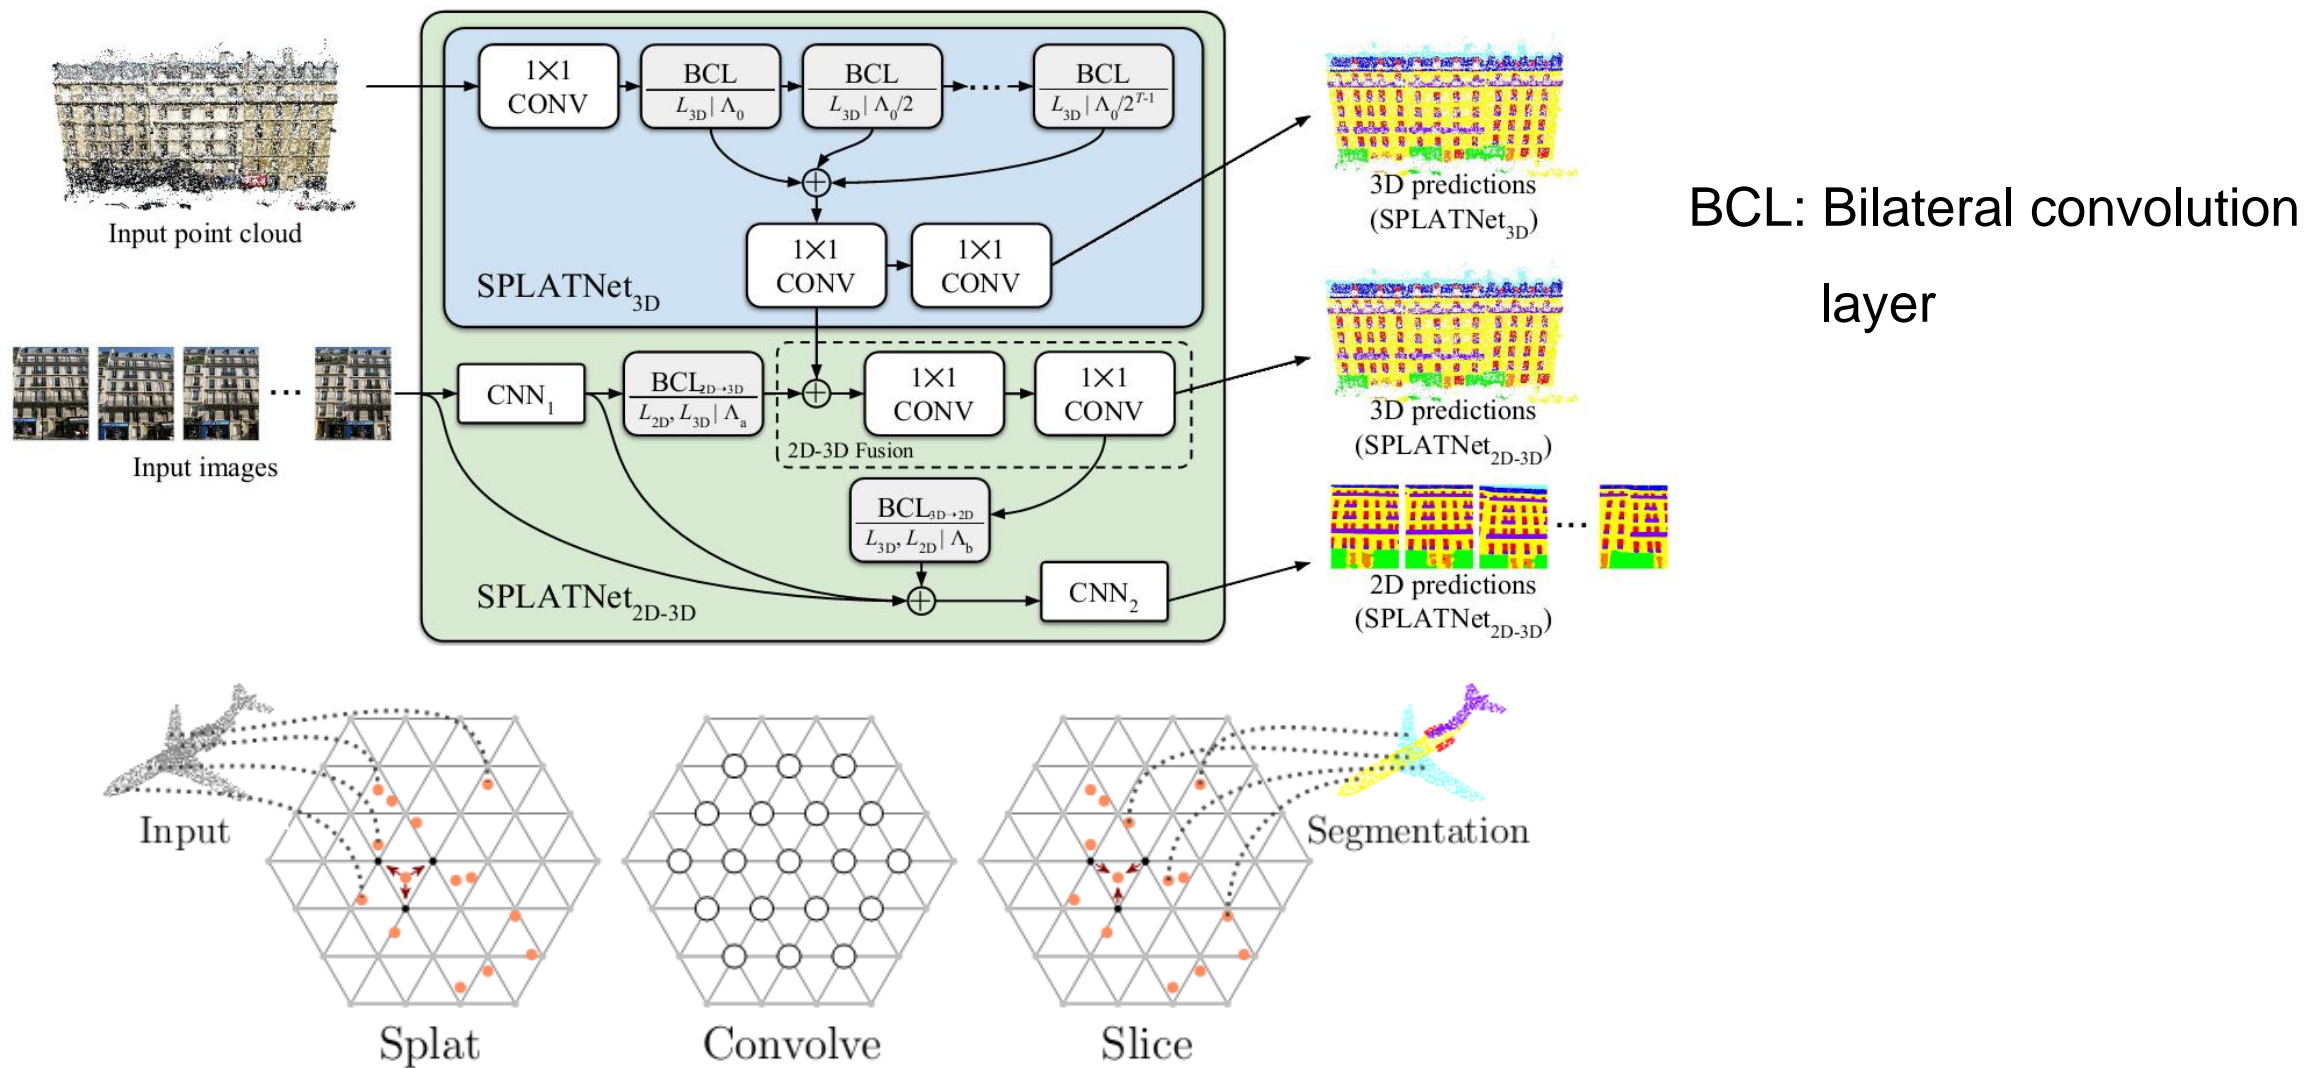 1×1
CONV
BCL
L3D | Λ0
BCL
L3D | Λ0/2
...
BCL
L3D | Λ0/2^T-1
Input point cloud
+
1×1
CONV
1×1
CONV
SPLATNet3D
3D predictions
(SPLATNet3D)
BCL: Bilateral convolution
layer
...
Input images
CNN1
BCL2D→3D
L2D, L3D | Λa
+
1×1
CONV
1×1
CONV
2D-3D Fusion
3D predictions
(SPLATNet2D-3D)
BCL3D→2D
L3D, L2D | Λb
SPLATNet2D-3D
+
CNN2
...
2D predictions
(SPLATNet2D-3D)
Input
Segmentation
Splat
Convolve
Slice